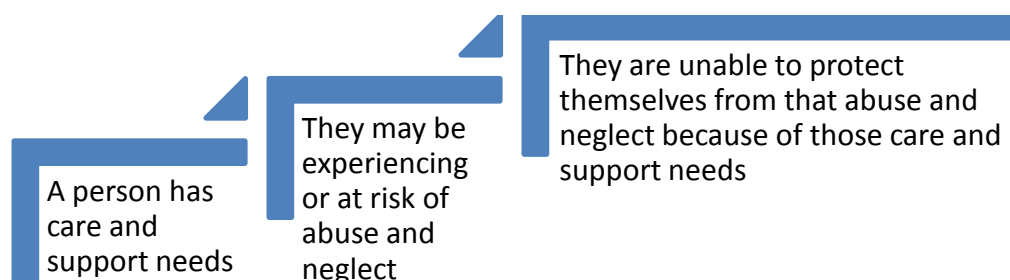 A person has
care and
support needs
They may be
experiencing
or at risk of
abuse and
neglect
They are unable to protect
themselves from that abuse and
neglect because of those care and
support needs